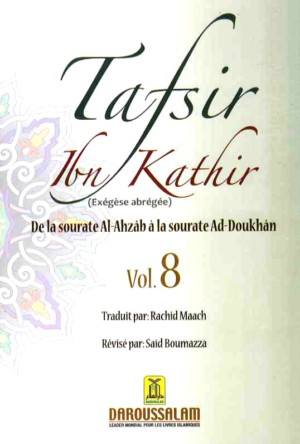 Tafsir
Ibn Kathir
(Exégèse abrégée)
De la sourate Al-Ahzâb à la sourate Ad-Doukhân
Vol. 8
Traduit par: Rachid Maach
Révisé par: Saïd Boumazza
DAROUSSALAM
LEADER MONDIAL POUR LES LIVRES ISLAMIQUES